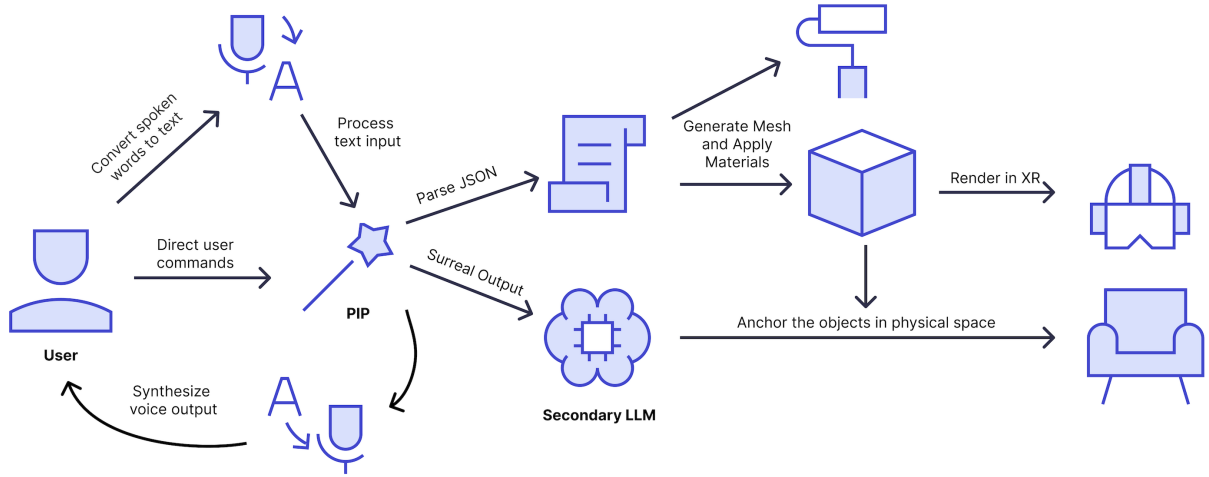 Convert spoken
words to text
Process
text input
Generate Mesh
and Apply
Materials
Parse JSON
Render in XR
Direct user
commands
Surreal Output
PIP
Anchor the objects in physical space
User
Synthesize
voice output
Secondary LLM